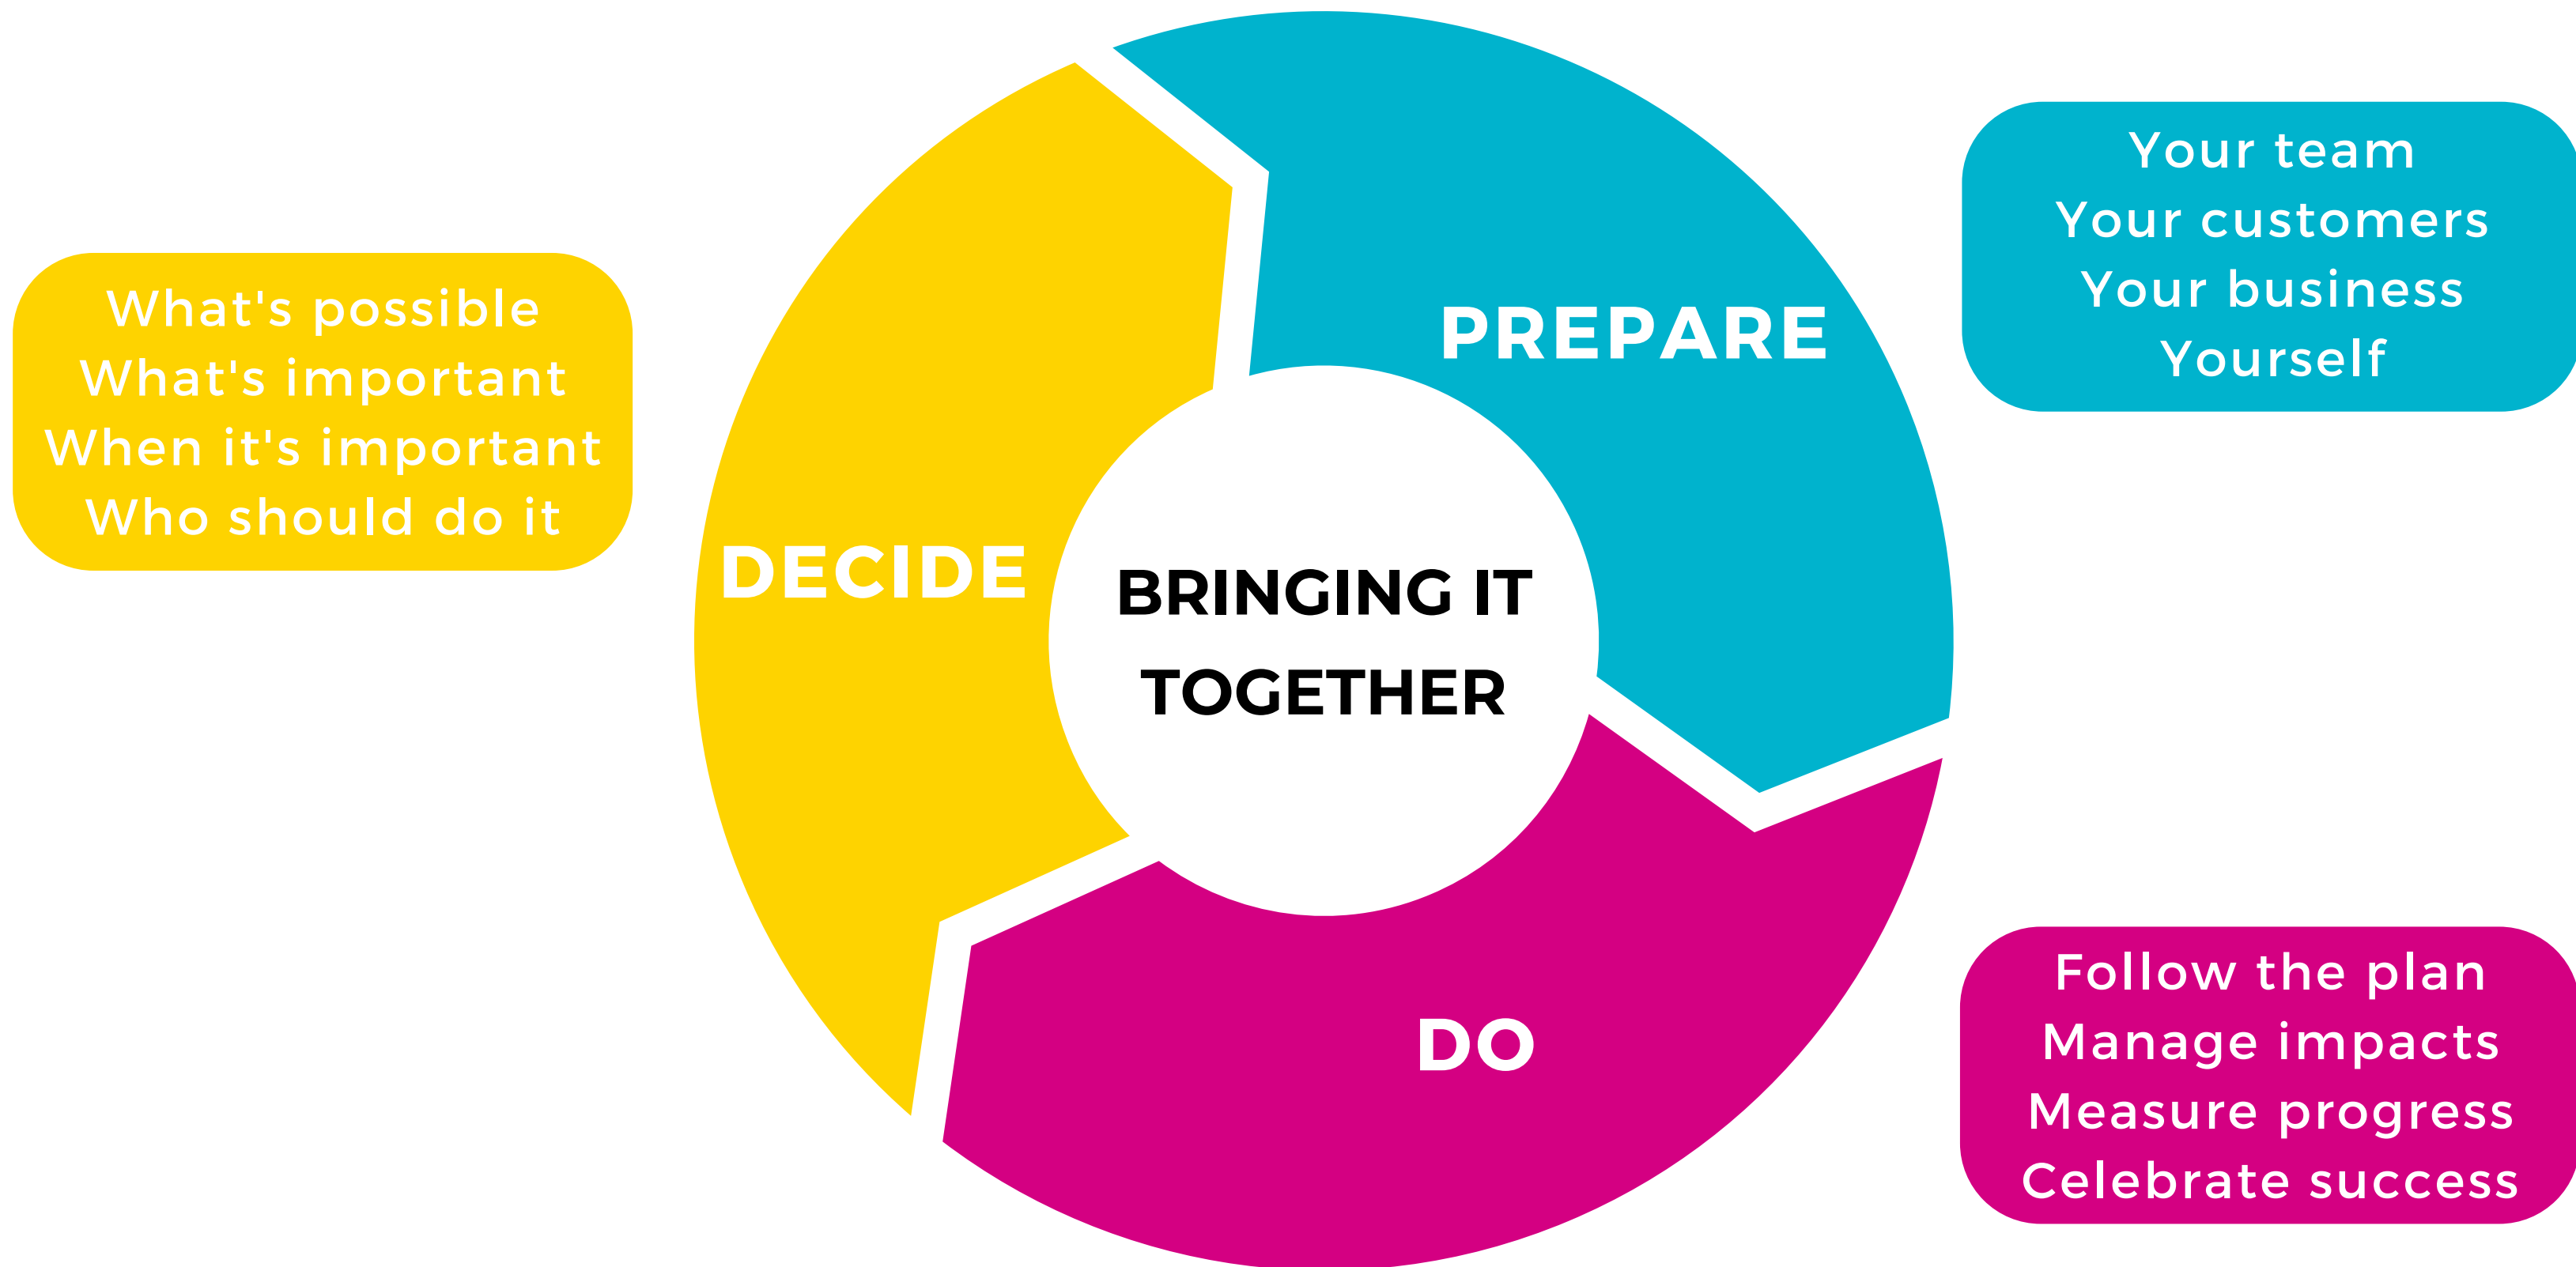 What's possible
What's important
When it's important
Who should do it
DECIDE
PREPARE
Your team
Your customers
Your business
Yourself
BRINGING IT
TOGETHER
DO
Follow the plan
Manage impacts
Measure progress
Celebrate success